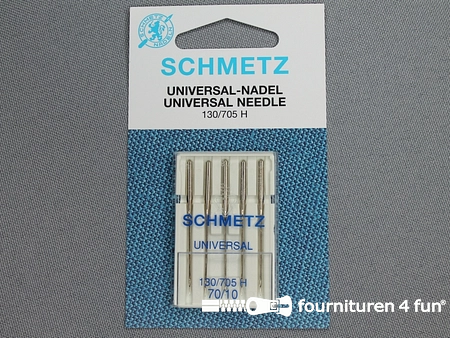 SCHMETZ
UNIVERSAL-NADEL
UNIVERSAL NEEDLE
130/705 H
SCHMETZ
UNIVERSAL
130/705 H
70/10
fournituren 4 fun®